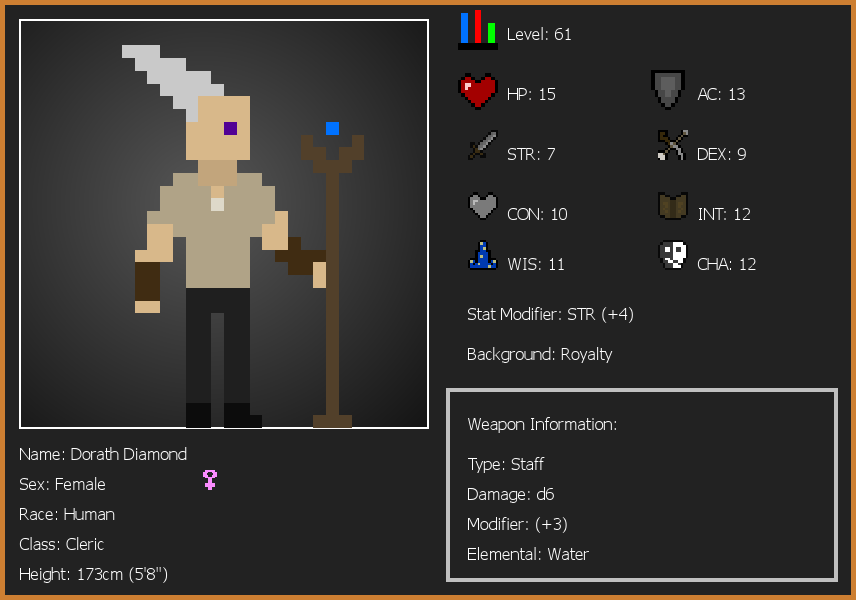 Level: 61
HP: 15
AC: 13
STR: 7
DEX: 9
CON: 10
INT: 12
WIS: 11
CHA: 12
Stat Modifier: STR (+4)
Background: Royalty
Weapon Information:
Type: Staff
Damage: d6
Modifier: (+3)
Elemental: Water
Name: Dorath Diamond
Sex: Female
Race: Human
Class: Cleric
Height: 173cm (5'8")